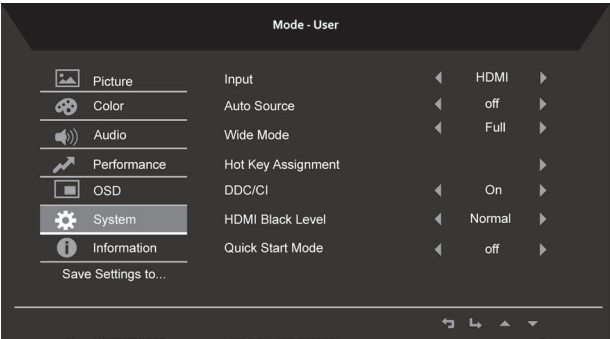 Mode - User
Picture
Input HDMI
Color
Auto Source off
Audio
Wide Mode Full
Performance
Hot Key Assignment
OSD
DDC/CI On
System
HDMI Black Level Normal
Information
Quick Start Mode off
Save Settings to...